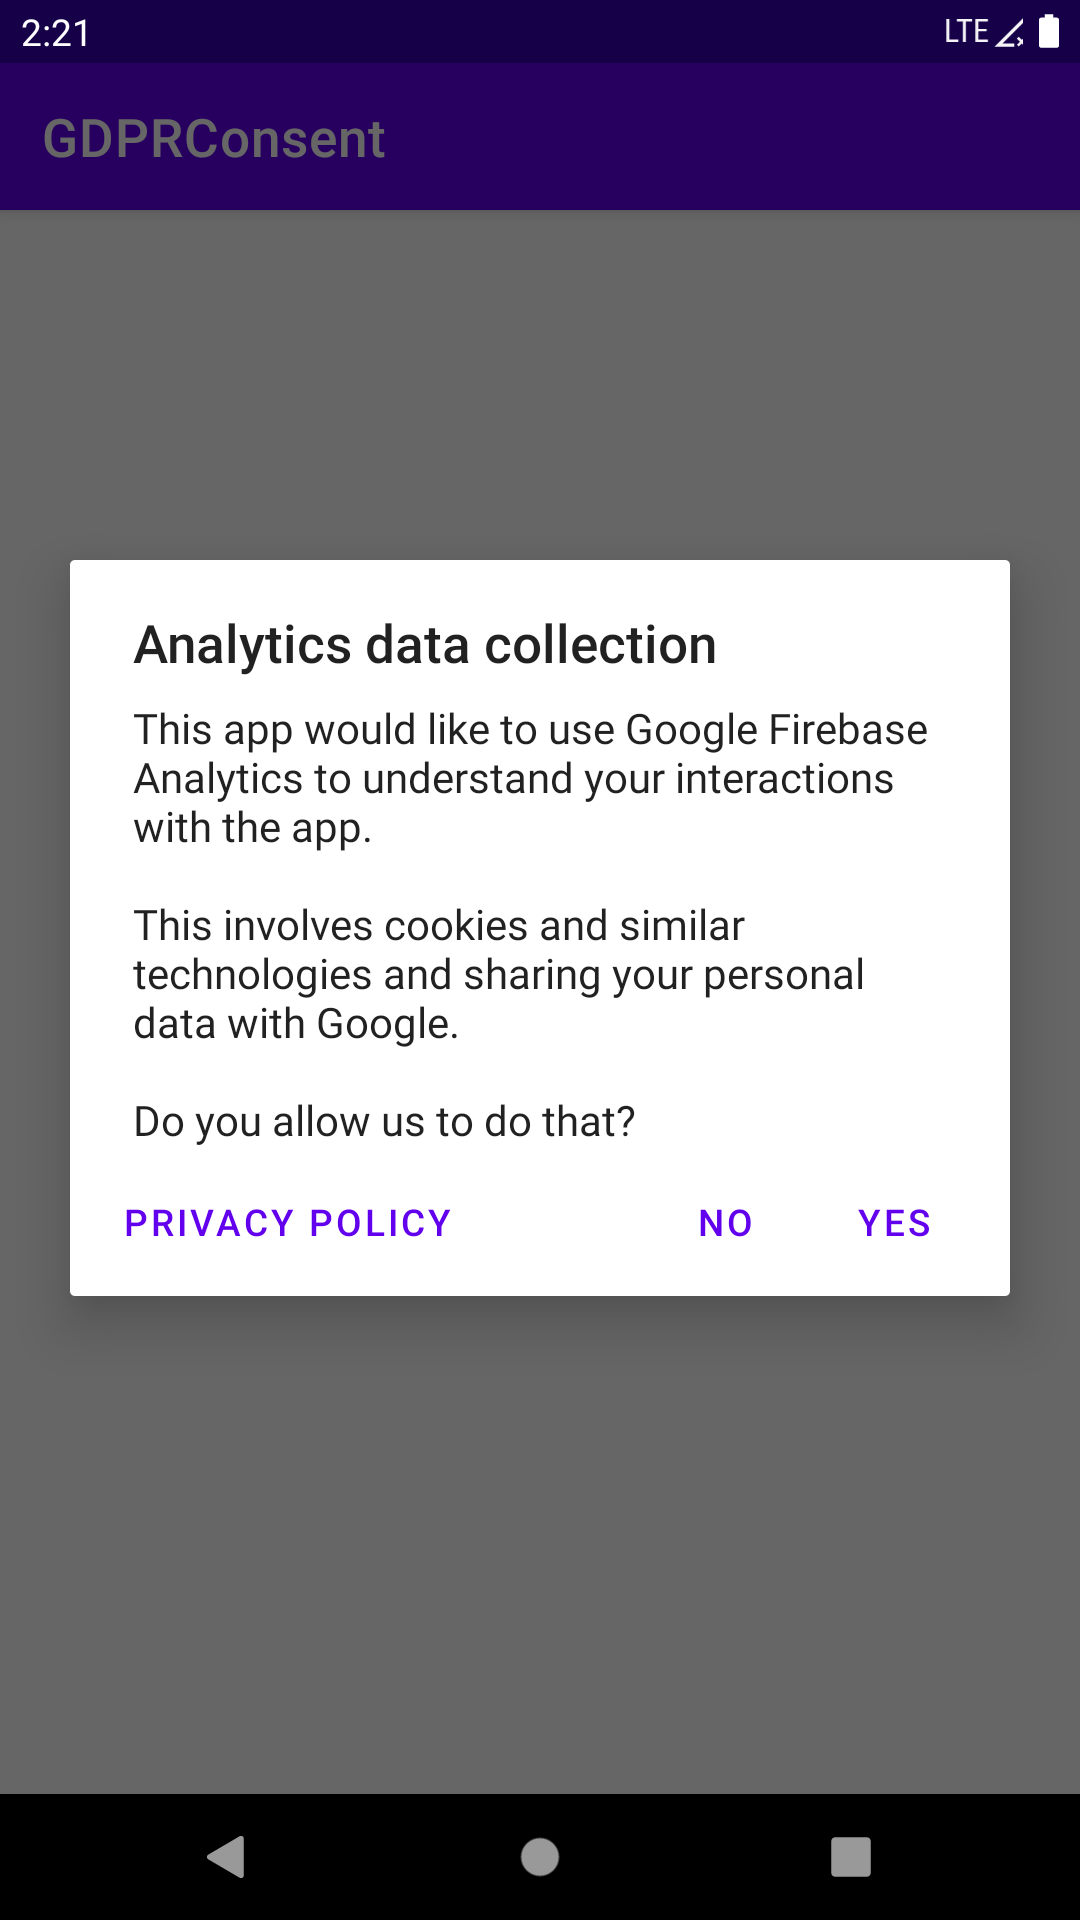 2:21 LTE
GDPRConsent
Analytics data collection
This app would like to use Google Firebase
Analytics to understand your interactions
with the app.
This involves cookies and similar
technologies and sharing your personal
data with Google.
Do you allow us to do that?
PRIVACY POLICY NO YES